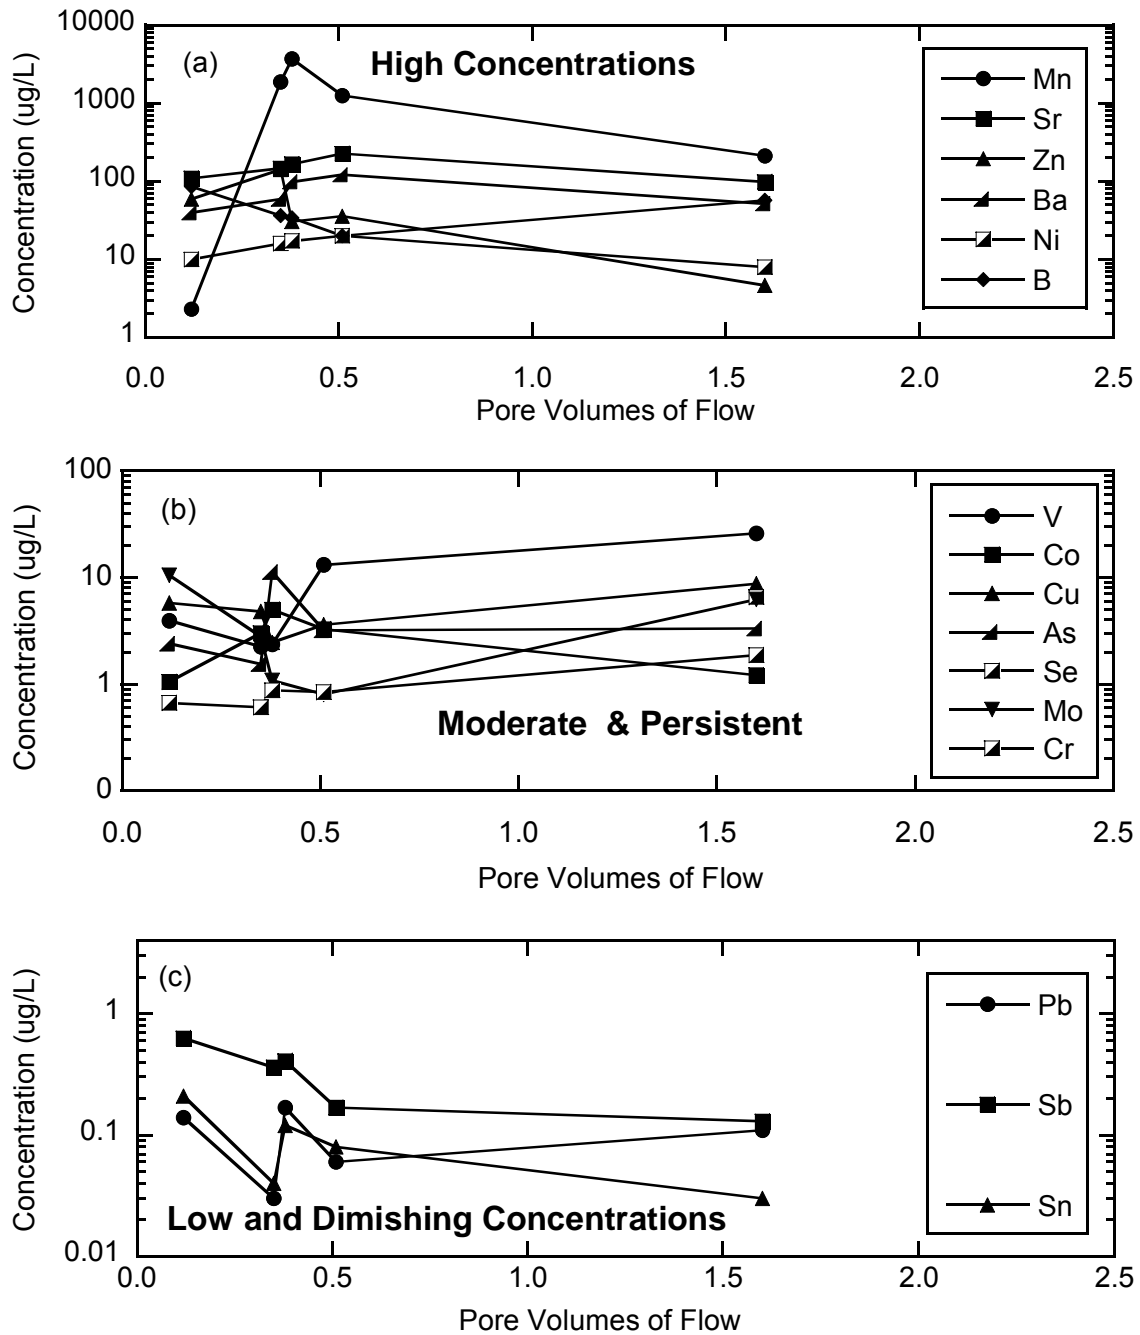 (a)
High Concentrations
Concentration (ug/L)
10000
1000
100
10
1
0.0 0.5 1.0 1.5 2.0 2.5
Pore Volumes of Flow
Mn
Sr
Zn
Ba
Ni
B
(b)
Moderate & Persistent
Concentration (ug/L)
100
10
1
0
0.0 0.5 1.0 1.5 2.0 2.5
Pore Volumes of Flow
V
Co
Cu
As
Se
Mo
Cr
(c)
Low and Dimishing Concentrations
Concentration (ug/L)
1
0.1
0.01
0.0 0.5 1.0 1.5 2.0 2.5
Pore Volumes of Flow
Pb
Sb
Sn